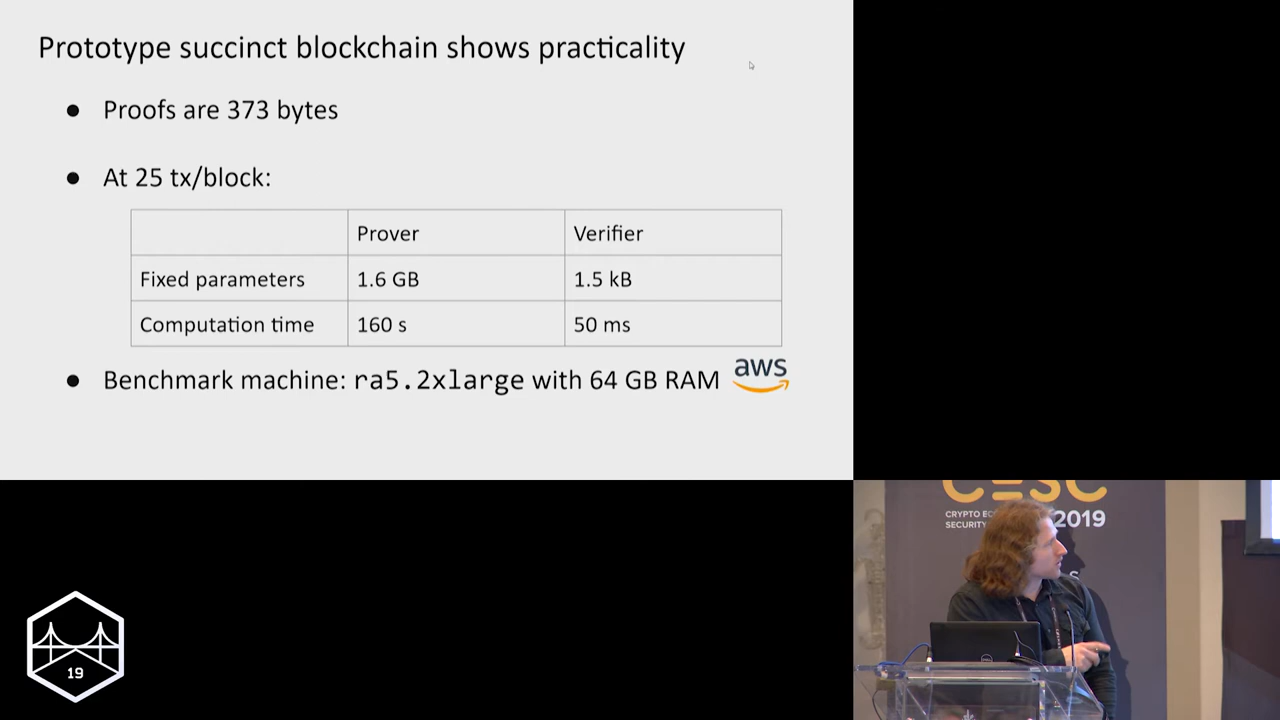 Prototype succinct blockchain shows practicality
● Proofs are 373 bytes
● At 25 tx/block:
Prover Verifier
Fixed parameters 1.6 GB 1.5 kB
Computation time 160 s 50 ms
● Benchmark machine: ra5.2xlarge with 64 GB RAM aws
CESC
CRYPTO EC
SECURITY 2019
S
19
DELL